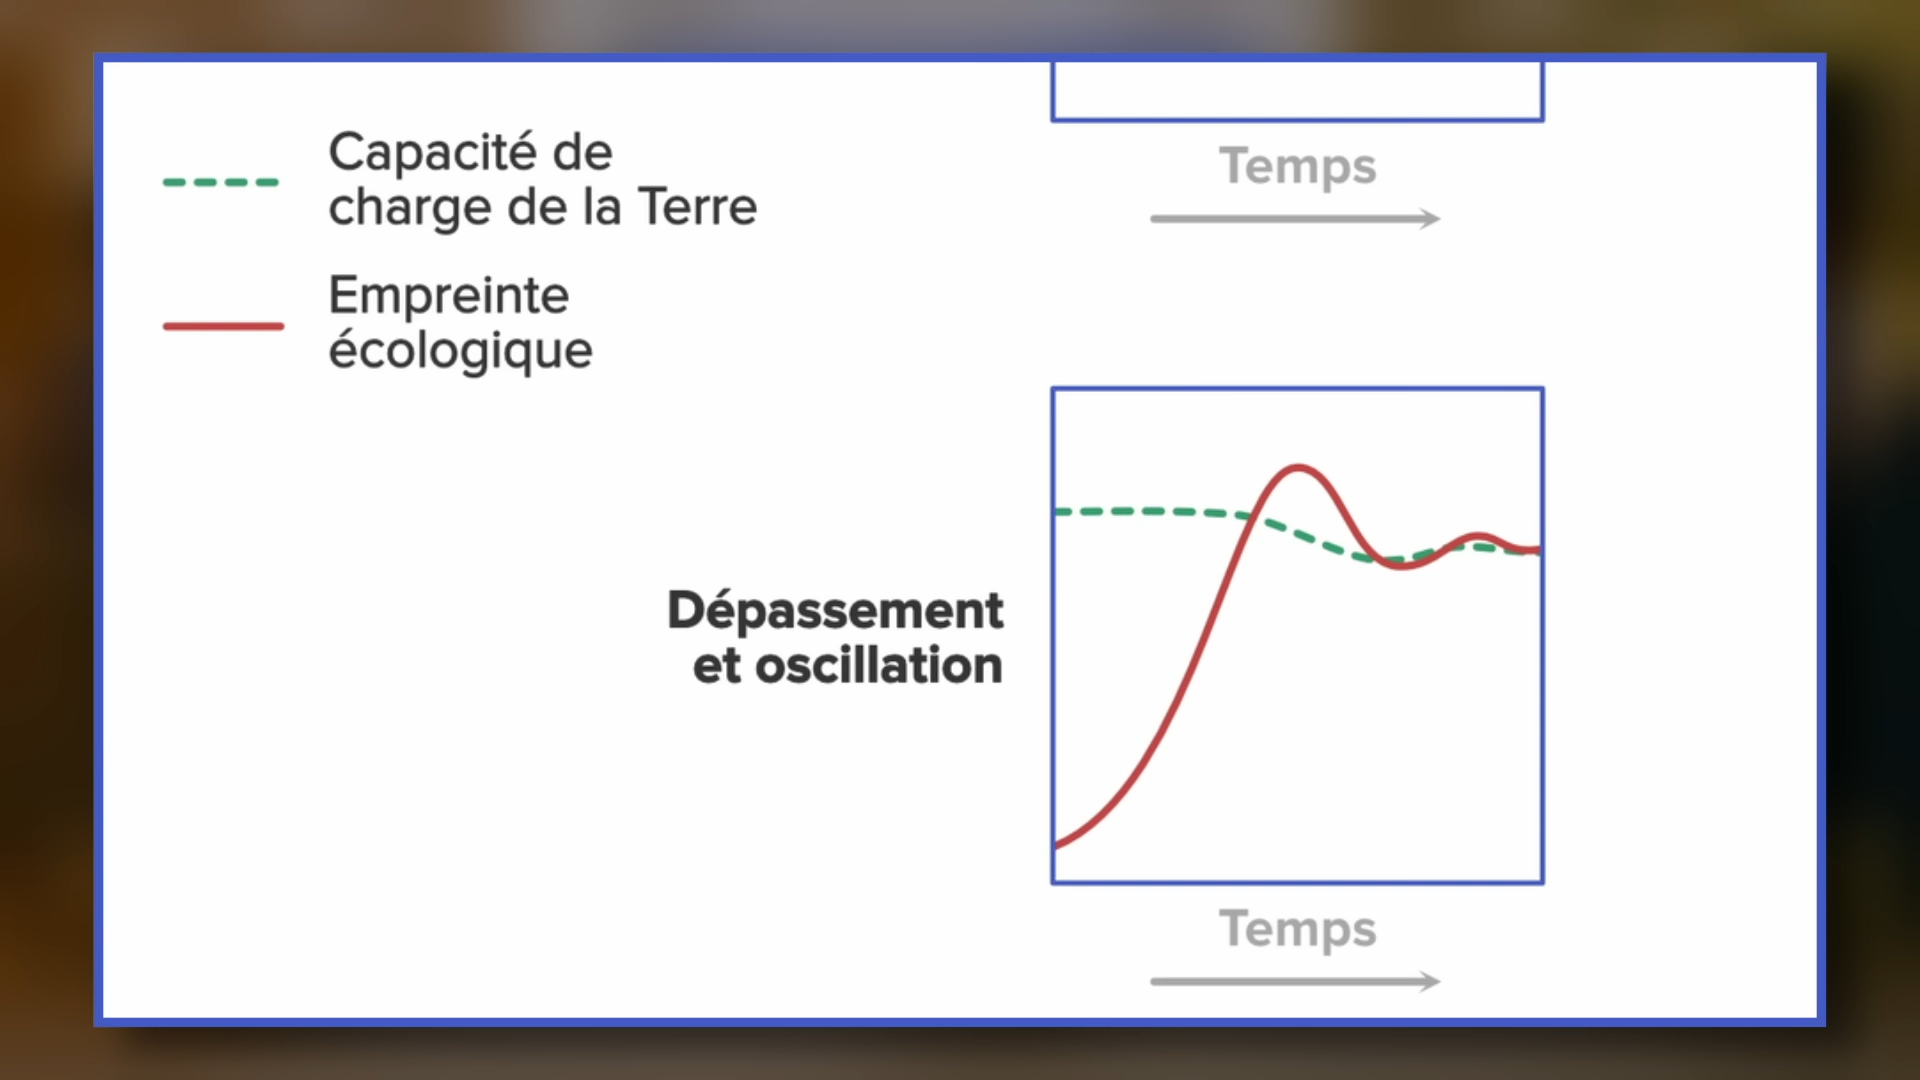 Capacité de
charge de la Terre
Empreinte
écologique
Temps
Dépassement
et oscillation
Temps